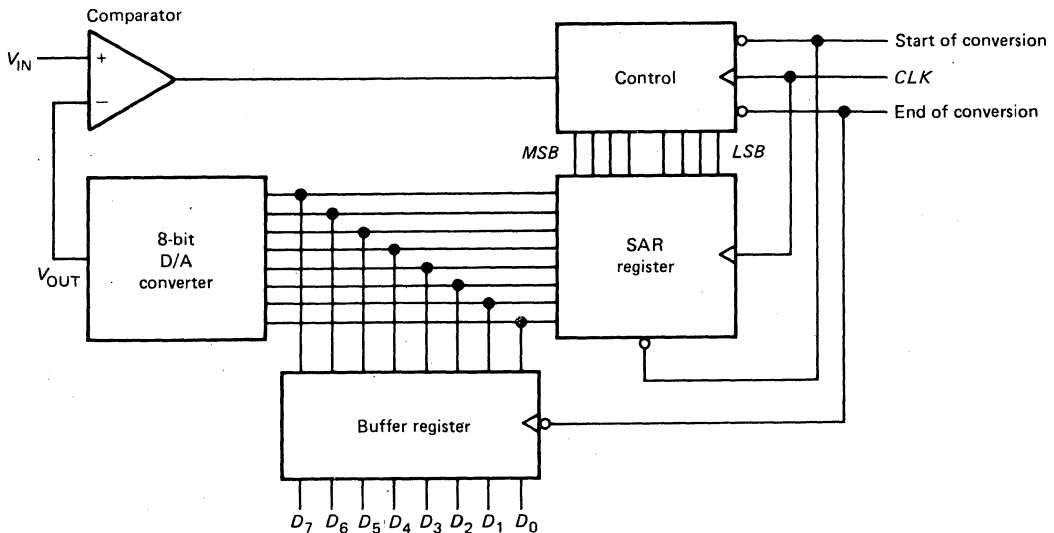 Comparator
V_IN
+
−
Control
Start of conversion
CLK
End of conversion
MSB
LSB
8-bit
D/A
converter
V_OUT
SAR
register
Buffer register
D_7 D_6 D_5 D_4 D_3 D_2 D_1 D_0